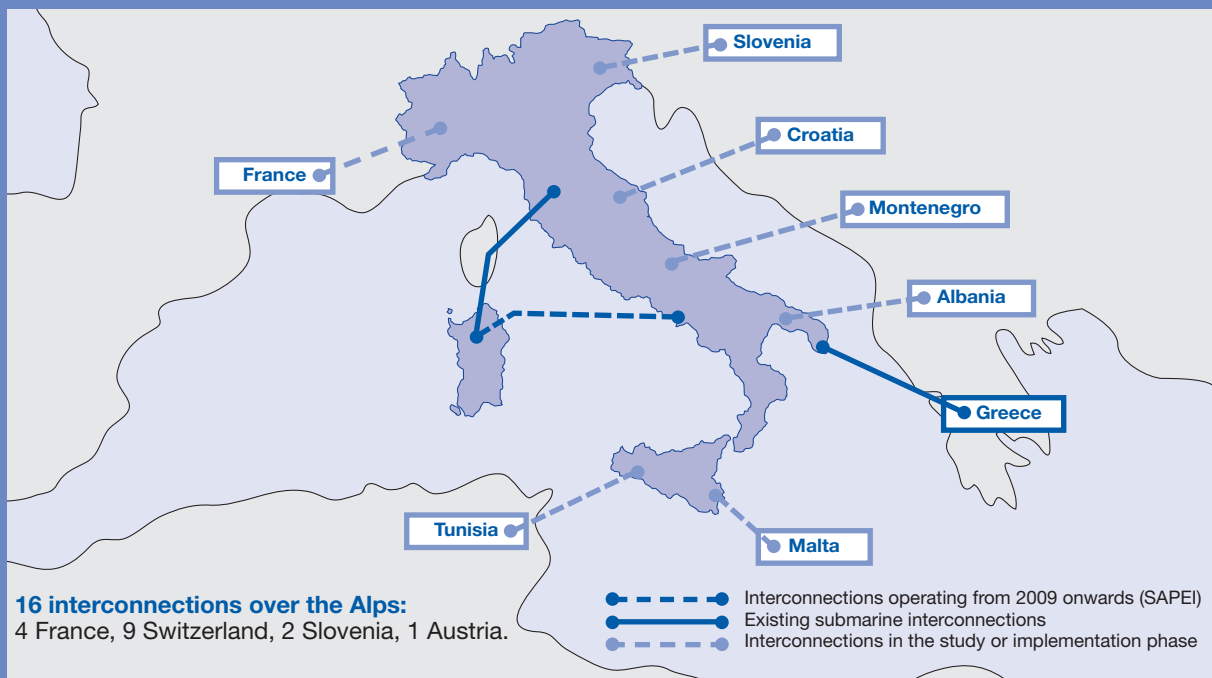 Slovenia
Croatia
France
Montenegro
Albania
Greece
Tunisia
Malta
16 interconnections over the Alps:
4 France, 9 Switzerland, 2 Slovenia, 1 Austria.
Interconnections operating from 2009 onwards (SAPEI)
Existing submarine interconnections
Interconnections in the study or implementation phase